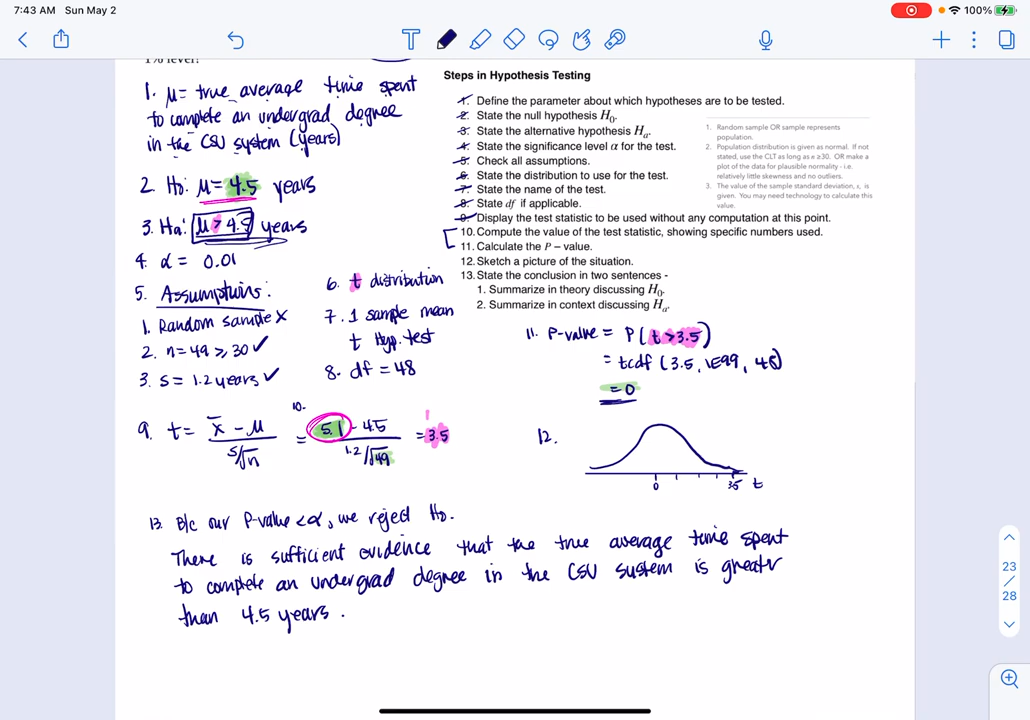 7:43 AM Sun May 2
100%
1% level?
1. μ = true average time spent
to complete an undergrad degree
in the CSU system (years)
2. H₀: μ = 4.5 years
3. Ha: μ > 4.5 years
4. α = 0.01
5. Assumptions:
1. Random sample X
2. n=49 ≥ 30 ✓
3. s = 1.2 years ✓
6. t distribution
7. 1 sample mean
t Hyp. test
8. df = 48
Steps in Hypothesis Testing
1. Define the parameter about which hypotheses are to be tested.
2. State the null hypothesis H₀.
3. State the alternative hypothesis Hₐ.
4. State the significance level α for the test.
5. Check all assumptions.
6. State the distribution to use for the test.
7. State the name of the test.
8. State df if applicable.
9. Display the test statistic to be used without any computation at this point.
10. Compute the value of the test statistic, showing specific numbers used.
11. Calculate the P – value.
12. Sketch a picture of the situation.
13. State the conclusion in two sentences -
1. Summarize in theory discussing H₀.
2. Summarize in context discussing Hₐ.
1. Random sample OR sample represents
population.
2. Population distribution is given as normal. If not
stated, use the CLT as long as n ≥30. OR make a
plot of the data for plausible normality - i.e.
relatively little skewness and no outliers.
3. The value of the sample standard deviation, s, is
given. You may need technology to calculate this
value.
11. P-value = P(t > 3.5)
= tcdf (3.5, 1E99, 48)
= 0
9. t = x̄ - μ / s/√n
10. = 5.1 - 4.5 / 1.2/√49 = 3.5
12.
0 3.5 t
13. B/c our P-value < α, we reject H₀.
There is sufficient evidence that the true average time spent
to complete an undergrad degree in the CSU system is greater
than 4.5 years.
23
/
28